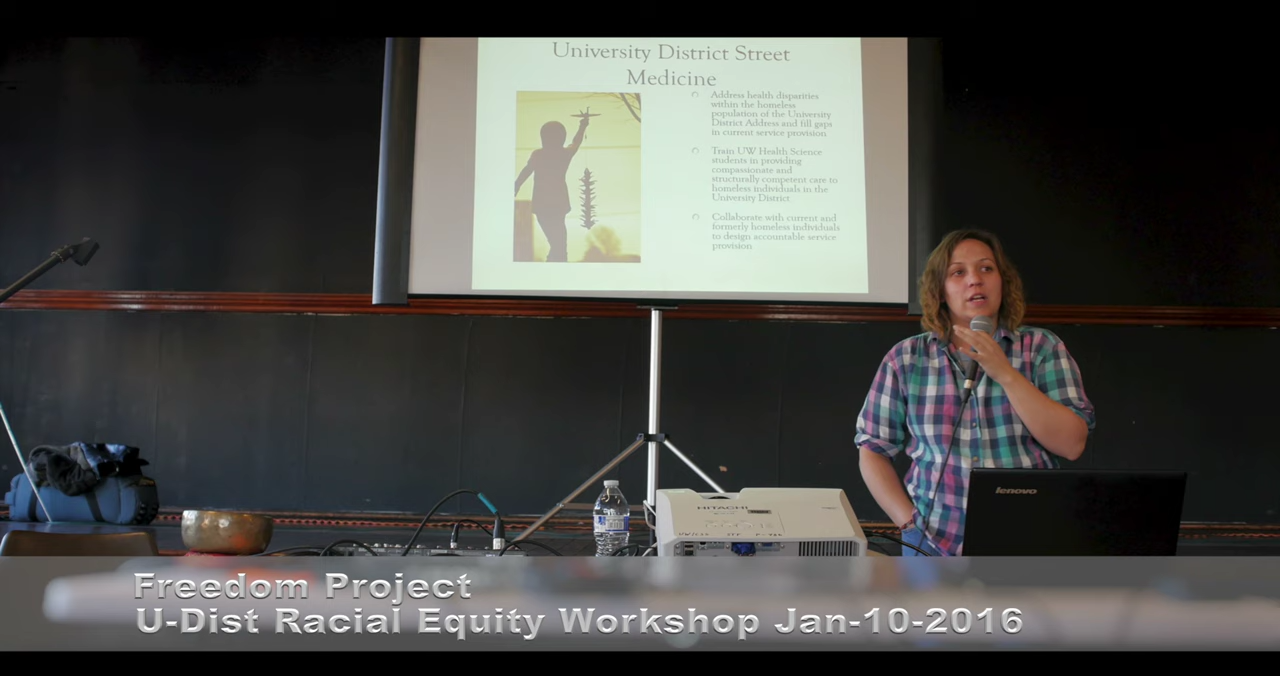 University District Street
Medicine
Address health disparities
within the homeless
population of the University
District Address and fill gaps
in current service provision
Train UW Health Science
students in providing
compassionate and
structurally competent care to
homeless individuals in the
University District
Collaborate with current and
formerly homeless individuals
to design accountable service
provision
HITACHI
lenovo
Freedom Project
U-Dist Racial Equity Workshop Jan-10-2016